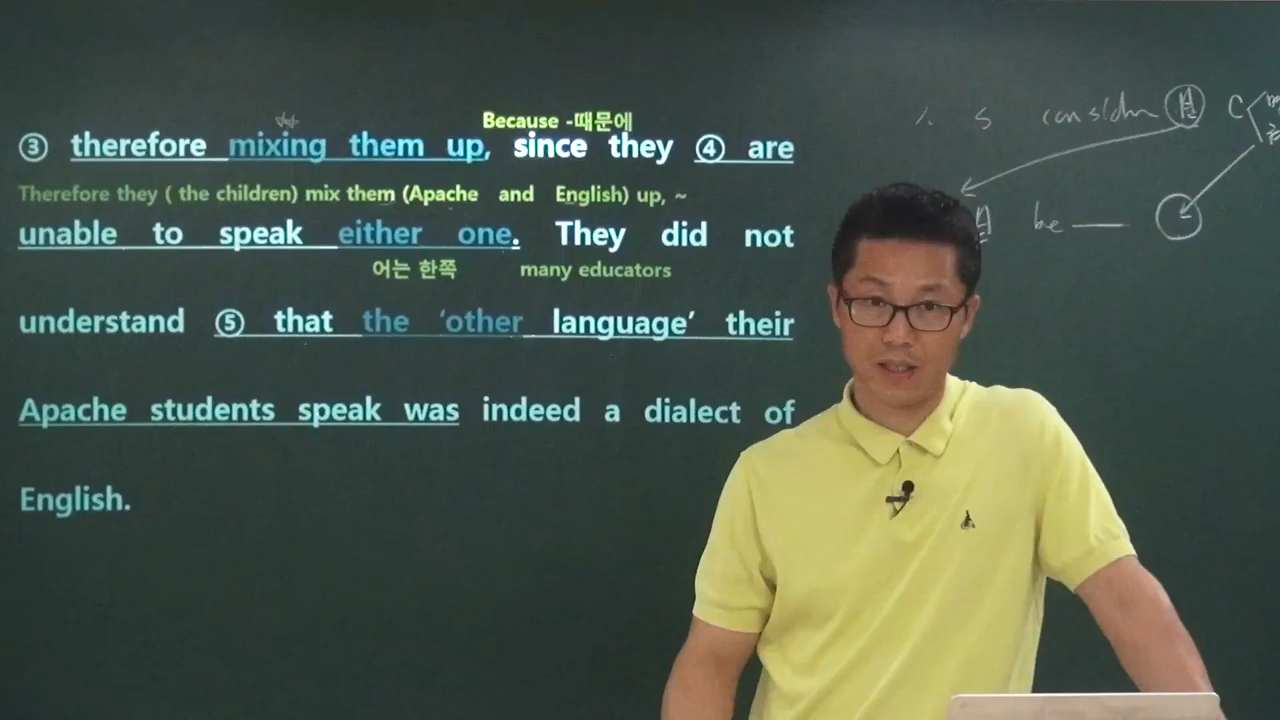 Because -때문에
③ therefore mixing them up, since they ④ are
Therefore they ( the children) mix them (Apache and English) up, ~
unable to speak either one. They did not
어는 한쪽 many educators
understand ⑤ that the ‘other language’ their
Apache students speak was indeed a dialect of
English.
S consider A C
A be